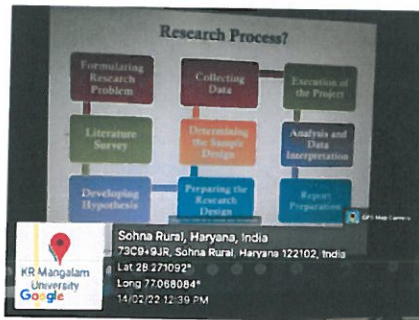 Research Process?
Formulating
Research
Problem
Collecting
Data
Execution of
the Project
Literature
Survey
Determining
the Sample
Design
Analysis and
Data
Interpretation
Developing
Hypothesis
Preparing the
Research
Design
Report
Preparation
GPS Map Camera
KR Mangalam
University
Google
Sohna Rural, Haryana, India
73C9+9JR, Sohna Rural, Haryana 122102, India
Lat 28.271092°
Long 77.068084°
14/02/22 12:39 PM